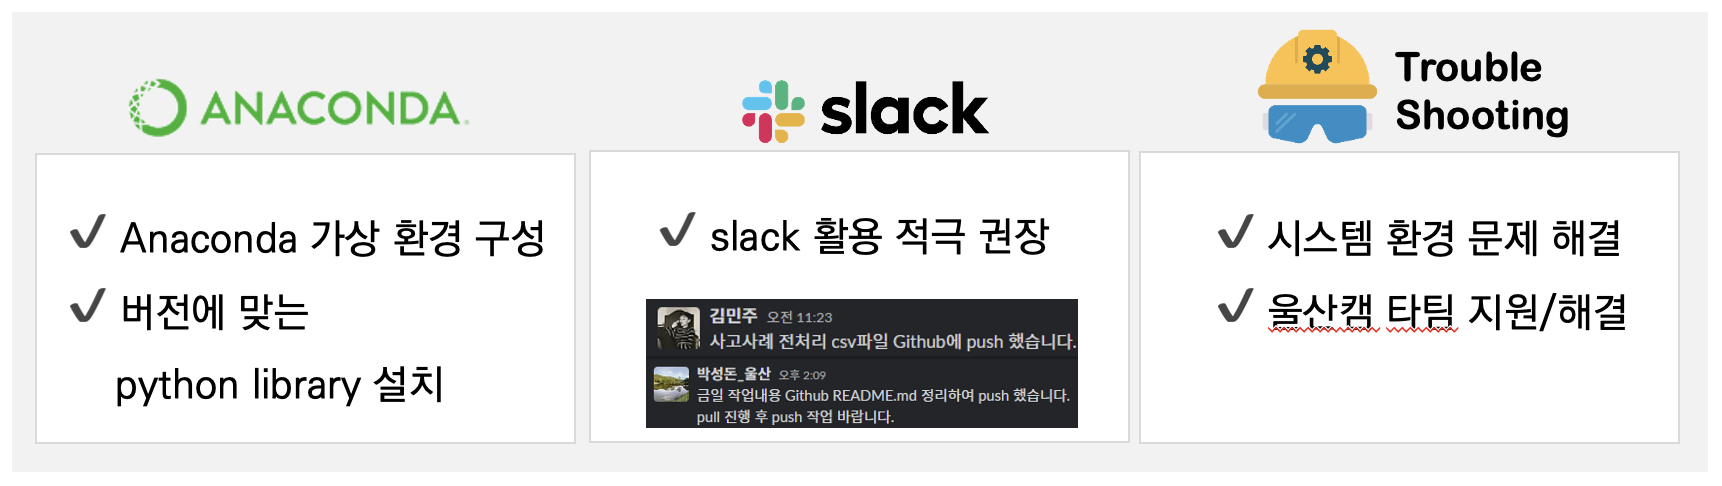 ANACONDA.
✔ Anaconda 가상 환경 구성
✔ 버전에 맞는
python library 설치
slack
✔ slack 활용 적극 권장
김민주 오전 11:23
사고사례 전처리 csv파일 Github에 push 했습니다.
박성돈_울산 오후 2:09
금일 작업내용 Github README.md 정리하여 push 했습니다.
pull 진행 후 push 작업 바랍니다.
Trouble
Shooting
✔ 시스템 환경 문제 해결
✔ 울산캠 타팀 지원/해결